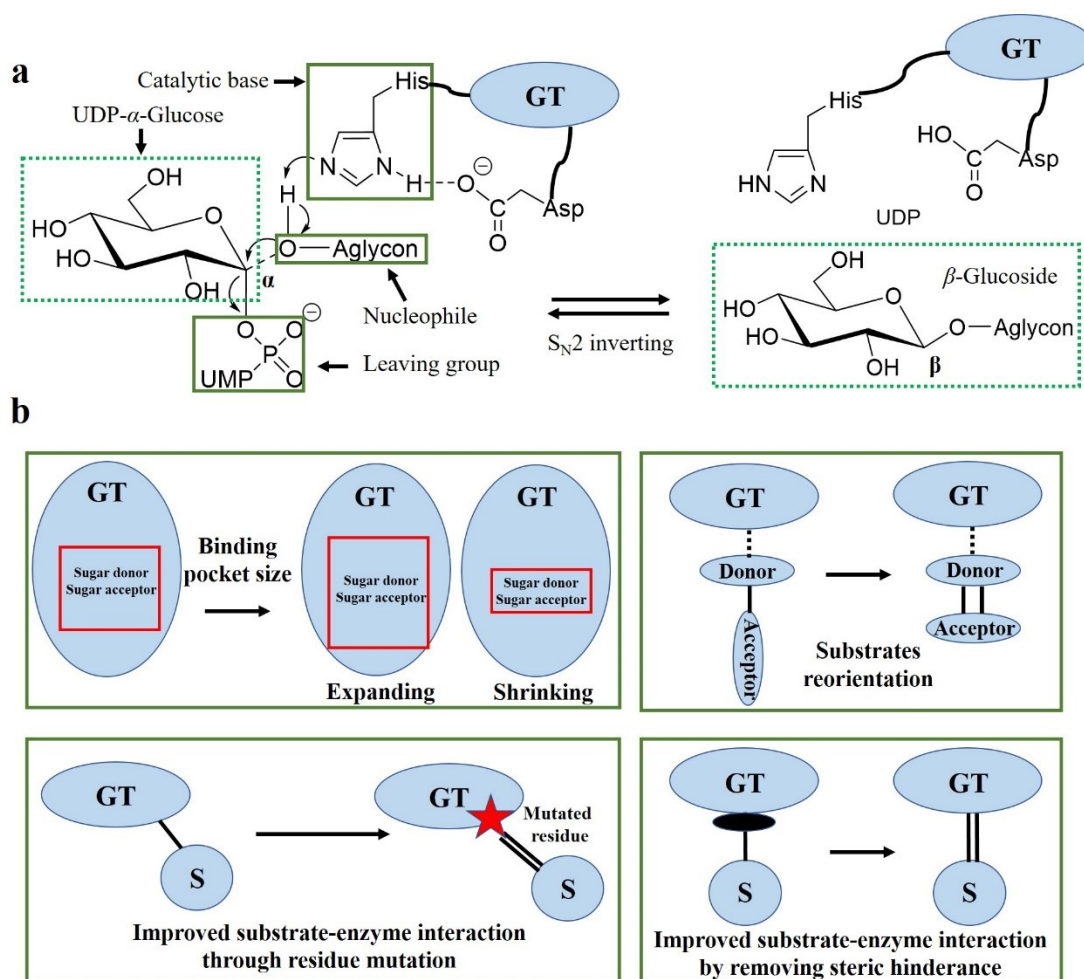 a
Catalytic base
His
GT
UDP-α-Glucose
OH
HO
HO
OH
O
α
H
N
N
H
O
⊖
O
Asp
O
Aglycon
Nucleophile
O
O
⊖
P
UMP
O
Leaving group
S_N2 inverting
GT
His
HN
N
HO
O
Asp
UDP
OH
β-Glucoside
HO
HO
O
O
Aglycon
OH
β
b
GT
Sugar donor
Sugar acceptor
Binding
pocket size
GT
Sugar donor
Sugar acceptor
Expanding
GT
Sugar donor
Sugar acceptor
Shrinking
GT
Donor
Acceptor
GT
Donor
Acceptor
Substrates
reorientation
GT
S
GT
Mutated
residue
S
Improved substrate-enzyme interaction
through residue mutation
GT
S
GT
S
Improved substrate-enzyme interaction
by removing steric hinderance